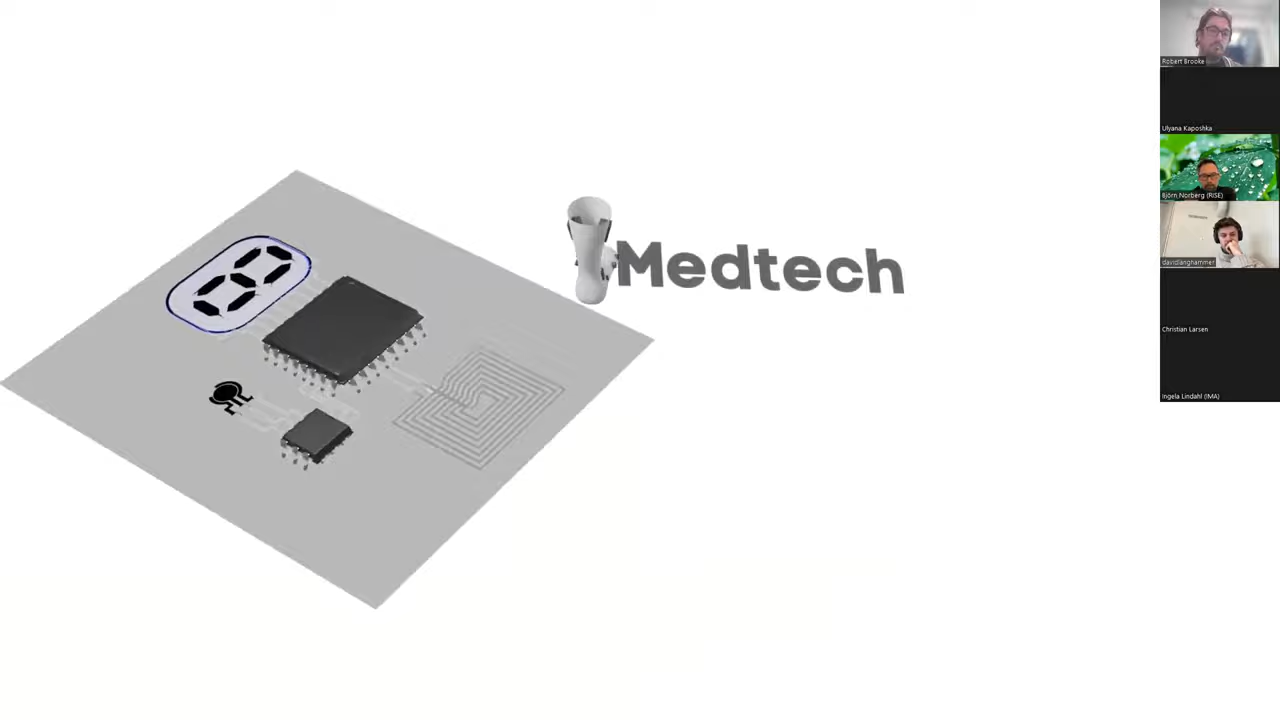 Medtech
Robert Brooke
Ulyana Kaposhka
Björn Norberg (RISE)
davidlanghammer
Christian Larsen
Ingela Lindahl (IMA)